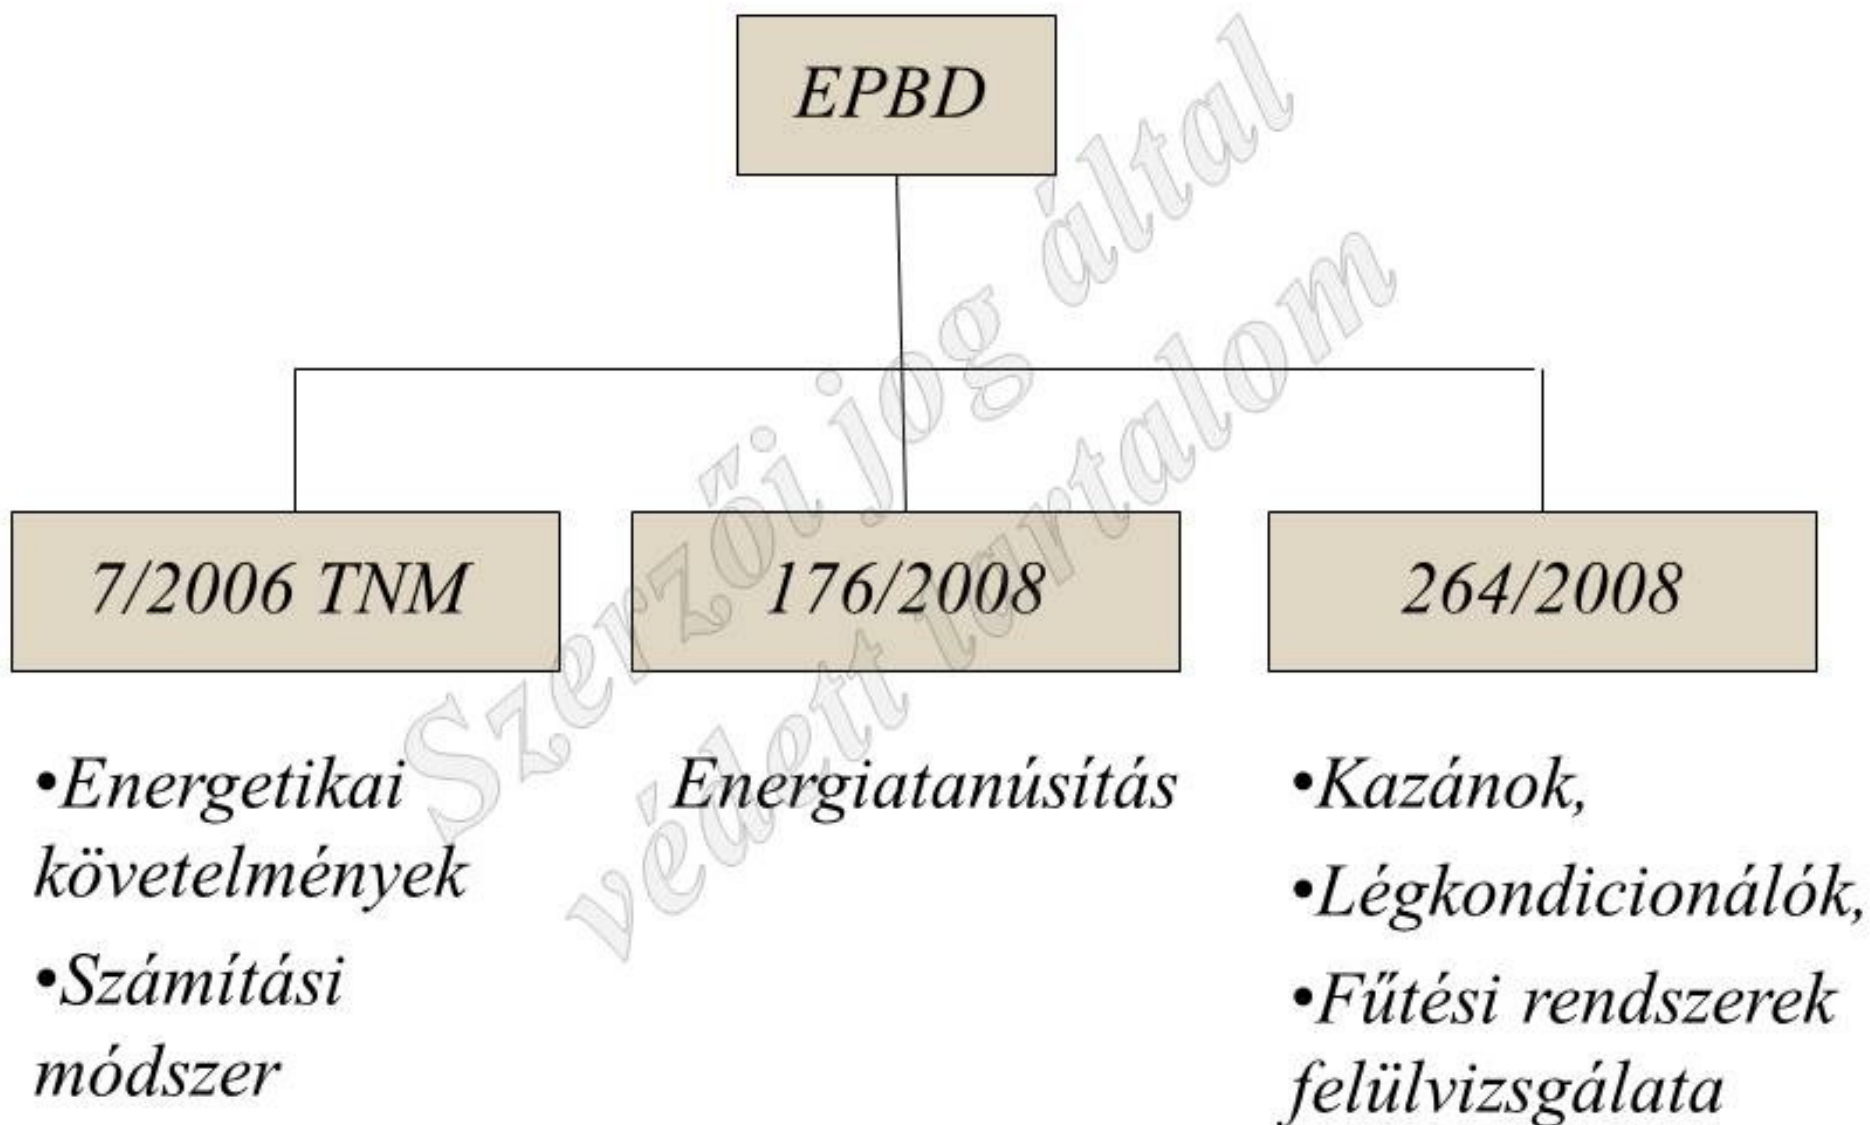 EPBD
7/2006 TNM
176/2008
264/2008
•Energetikai
követelmények
•Számítási
módszer
Energiatanúsítás
•Kazánok,
•Légkondicionálók,
•Fűtési rendszerek
felülvizsgálata
Szerzői jog által
védett tartalom